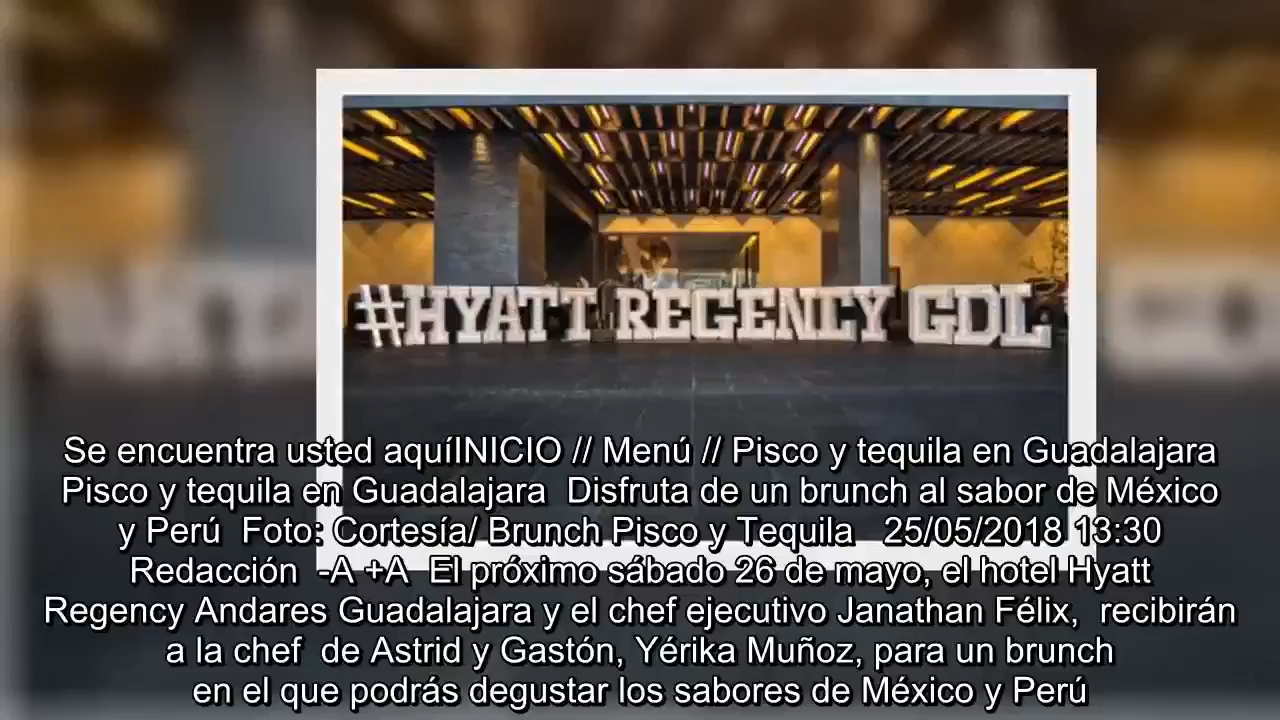 #HYATT REGENCY GDL
Se encuentra usted aquíINICIO // Menú // Pisco y tequila en Guadalajara
Pisco y tequila en Guadalajara Disfruta de un brunch al sabor de México
y Perú Foto: Cortesía/ Brunch Pisco y Tequila 25/05/2018 13:30
Redacción -A +A El próximo sábado 26 de mayo, el hotel Hyatt
Regency Andares Guadalajara y el chef ejecutivo Janathan Félix, recibirán
a la chef de Astrid y Gastón, Yérika Muñoz, para un brunch
en el que podrás degustar los sabores de México y Perú